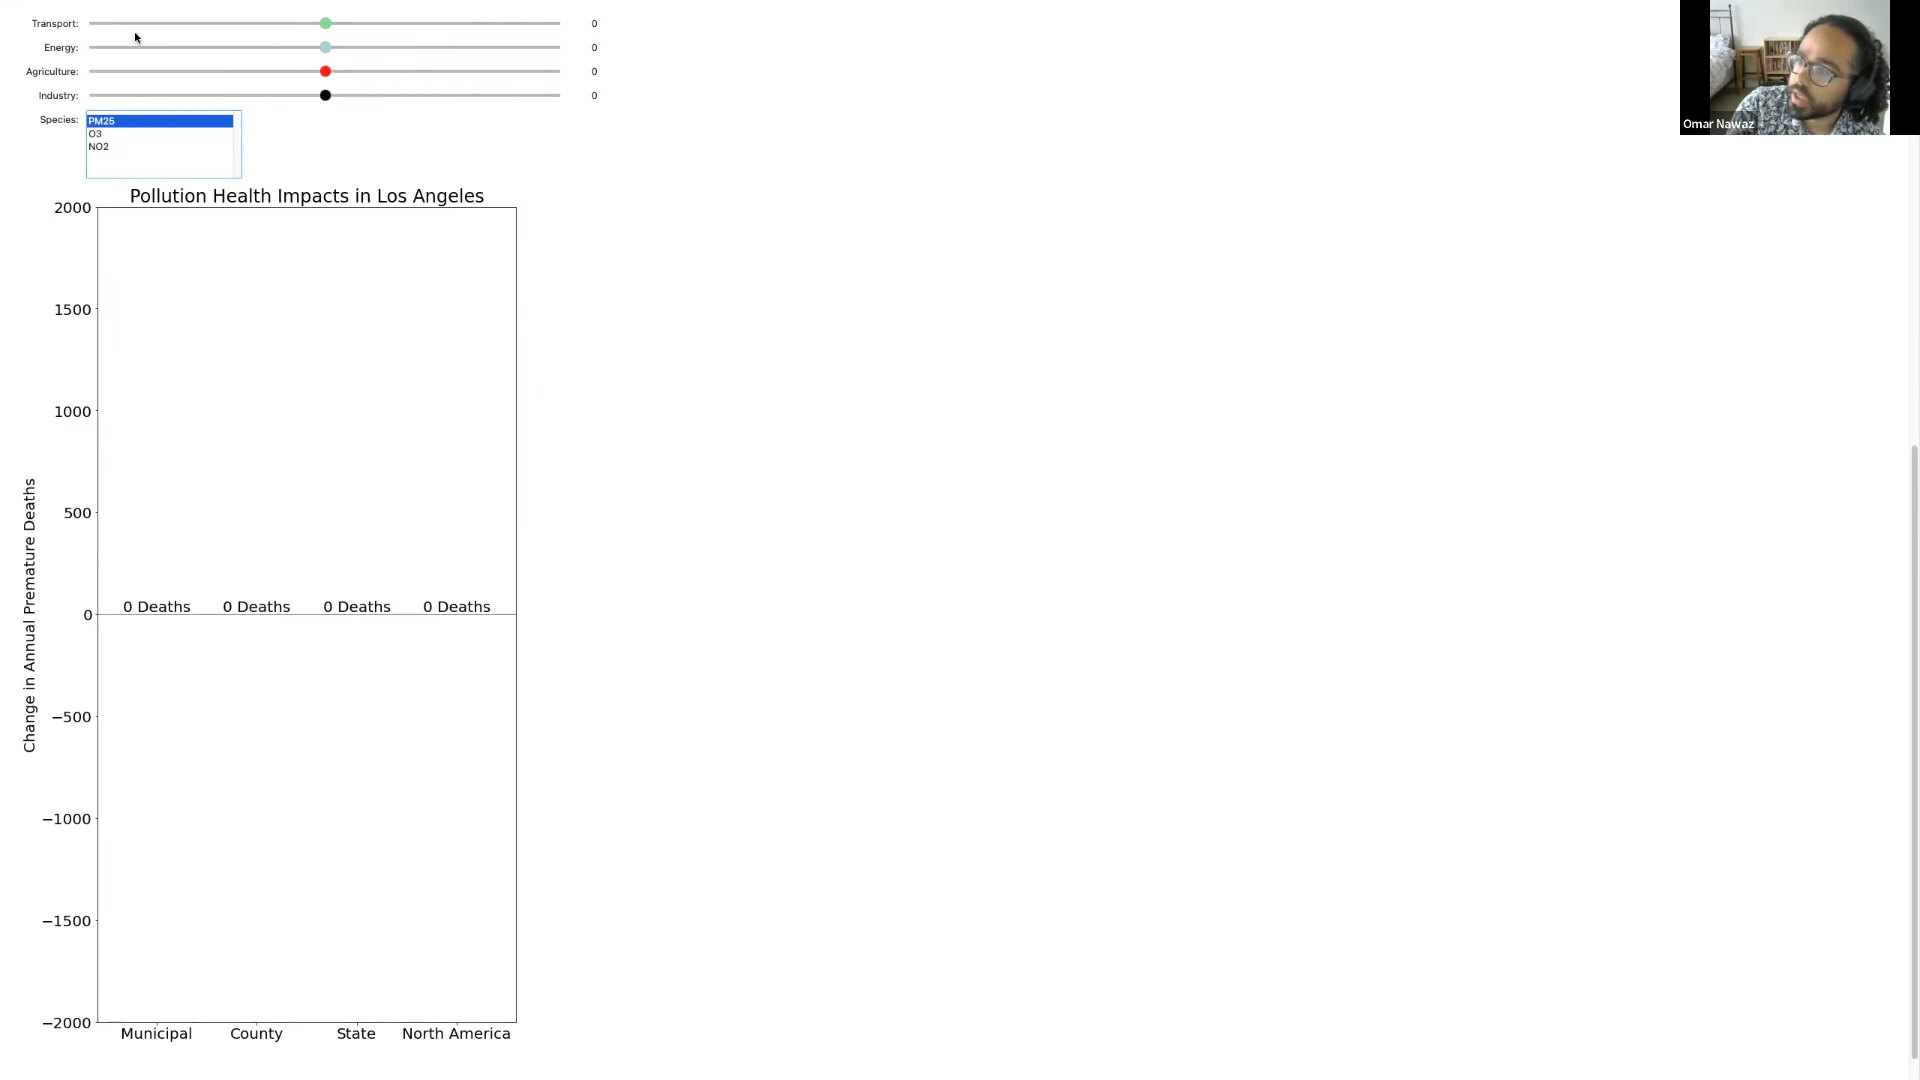 Transport: 0
Energy: 0
Agriculture: 0
Industry: 0
Species: PM25
O3
NO2
Omar Nawaz
Pollution Health Impacts in Los Angeles
2000
1500
1000
500
0
−500
−1000
−1500
−2000
Change in Annual Premature Deaths
0 Deaths 0 Deaths 0 Deaths 0 Deaths
Municipal County State North America